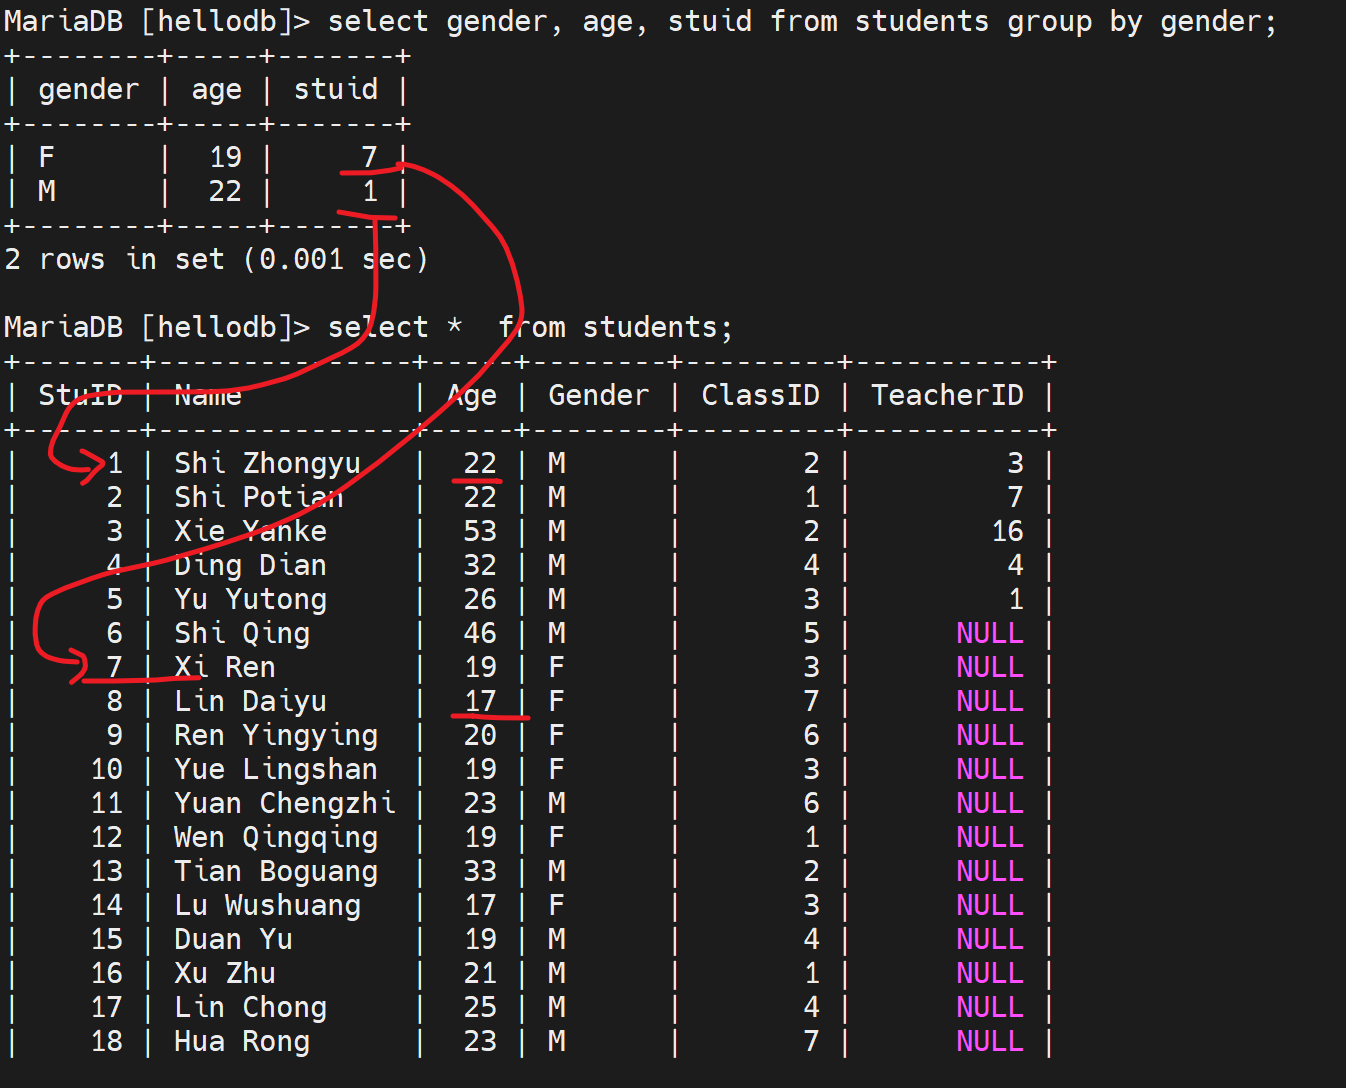 MariaDB [hellodb]> select gender, age, stuid from students group by gender;
+--------+-----+-------+
| gender | age | stuid |
+--------+-----+-------+
| F      |  19 |     7 |
| M      |  22 |     1 |
+--------+-----+-------+
2 rows in set (0.001 sec)
MariaDB [hellodb]> select *  from students;
+-------+---------------+-----+--------+---------+-----------+
| StuID | Name          | Age | Gender | ClassID | TeacherID |
+-------+---------------+-----+--------+---------+-----------+
|     1 | Shi Zhongyu   |  22 | M      |       2 |         3 |
|     2 | Shi Potian    |  22 | M      |       1 |         7 |
|     3 | Xie Yanke     |  53 | M      |       2 |        16 |
|     4 | Ding Dian     |  32 | M      |       4 |         4 |
|     5 | Yu Yutong     |  26 | M      |       3 |         1 |
|     6 | Shi Qing      |  46 | M      |       5 |      NULL |
|     7 | Xi Ren        |  19 | F      |       3 |      NULL |
|     8 | Lin Daiyu     |  17 | F      |       7 |      NULL |
|     9 | Ren Yingying  |  20 | F      |       6 |      NULL |
|    10 | Yue Lingshan  |  19 | F      |       3 |      NULL |
|    11 | Yuan Chengzhi |  23 | M      |       6 |      NULL |
|    12 | Wen Qingqing  |  19 | F      |       1 |      NULL |
|    13 | Tian Boguang  |  33 | M      |       2 |      NULL |
|    14 | Lu Wushuang   |  17 | F      |       3 |      NULL |
|    15 | Duan Yu       |  19 | M      |       4 |      NULL |
|    16 | Xu Zhu        |  21 | M      |       1 |      NULL |
|    17 | Lin Chong     |  25 | M      |       4 |      NULL |
|    18 | Hua Rong      |  23 | M      |       7 |      NULL |